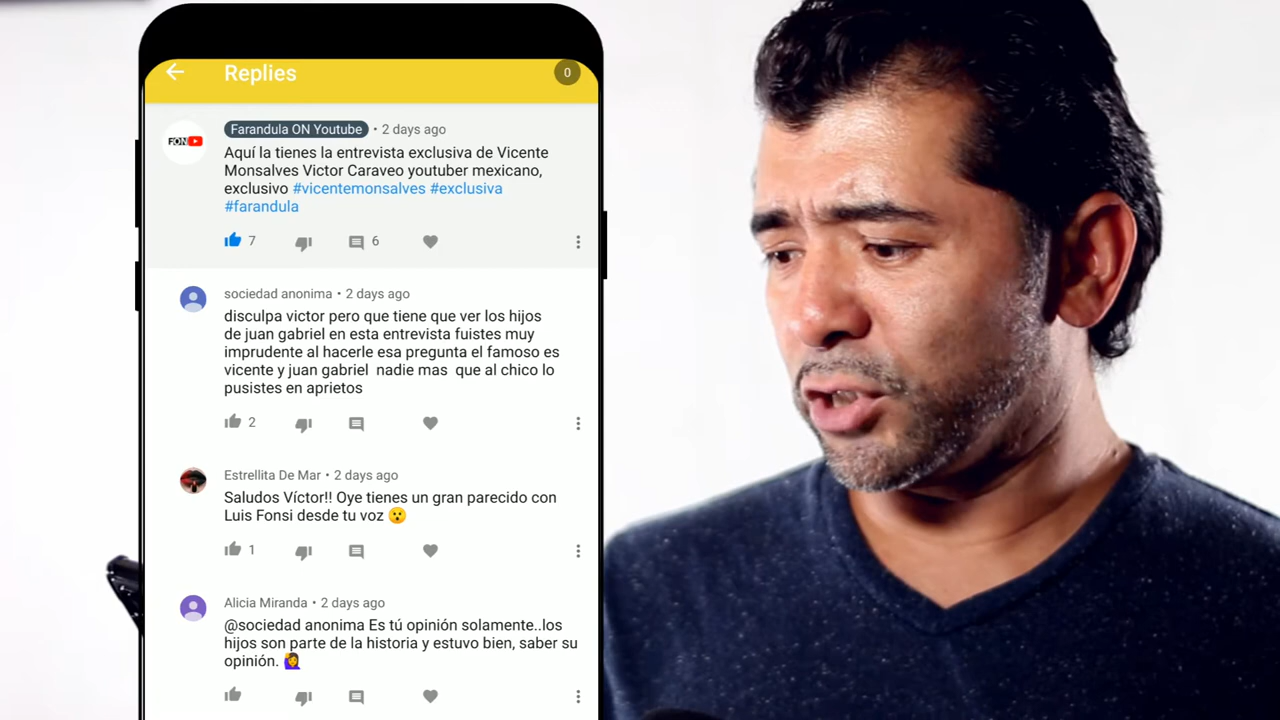 Replies
0
FON
Farandula ON Youtube • 2 days ago
Aquí la tienes la entrevista exclusiva de Vicente
Monsalves Victor Caraveo youtuber mexicano,
exclusivo #vicentemonsalves #exclusiva
#farandula
7 6
sociedad anonima • 2 days ago
disculpa victor pero que tiene que ver los hijos
de juan gabriel en esta entrevista fuistes muy
imprudente al hacerle esa pregunta el famoso es
vicente y juan gabriel nadie mas que al chico lo
pusistes en aprietos
2
Estrellita De Mar • 2 days ago
Saludos Víctor!! Oye tienes un gran parecido con
Luis Fonsi desde tu voz 😮
1
Alicia Miranda • 2 days ago
@sociedad anonima Es tú opinión solamente..los
hijos son parte de la historia y estuvo bien, saber su
opinión. 🙋‍♀️